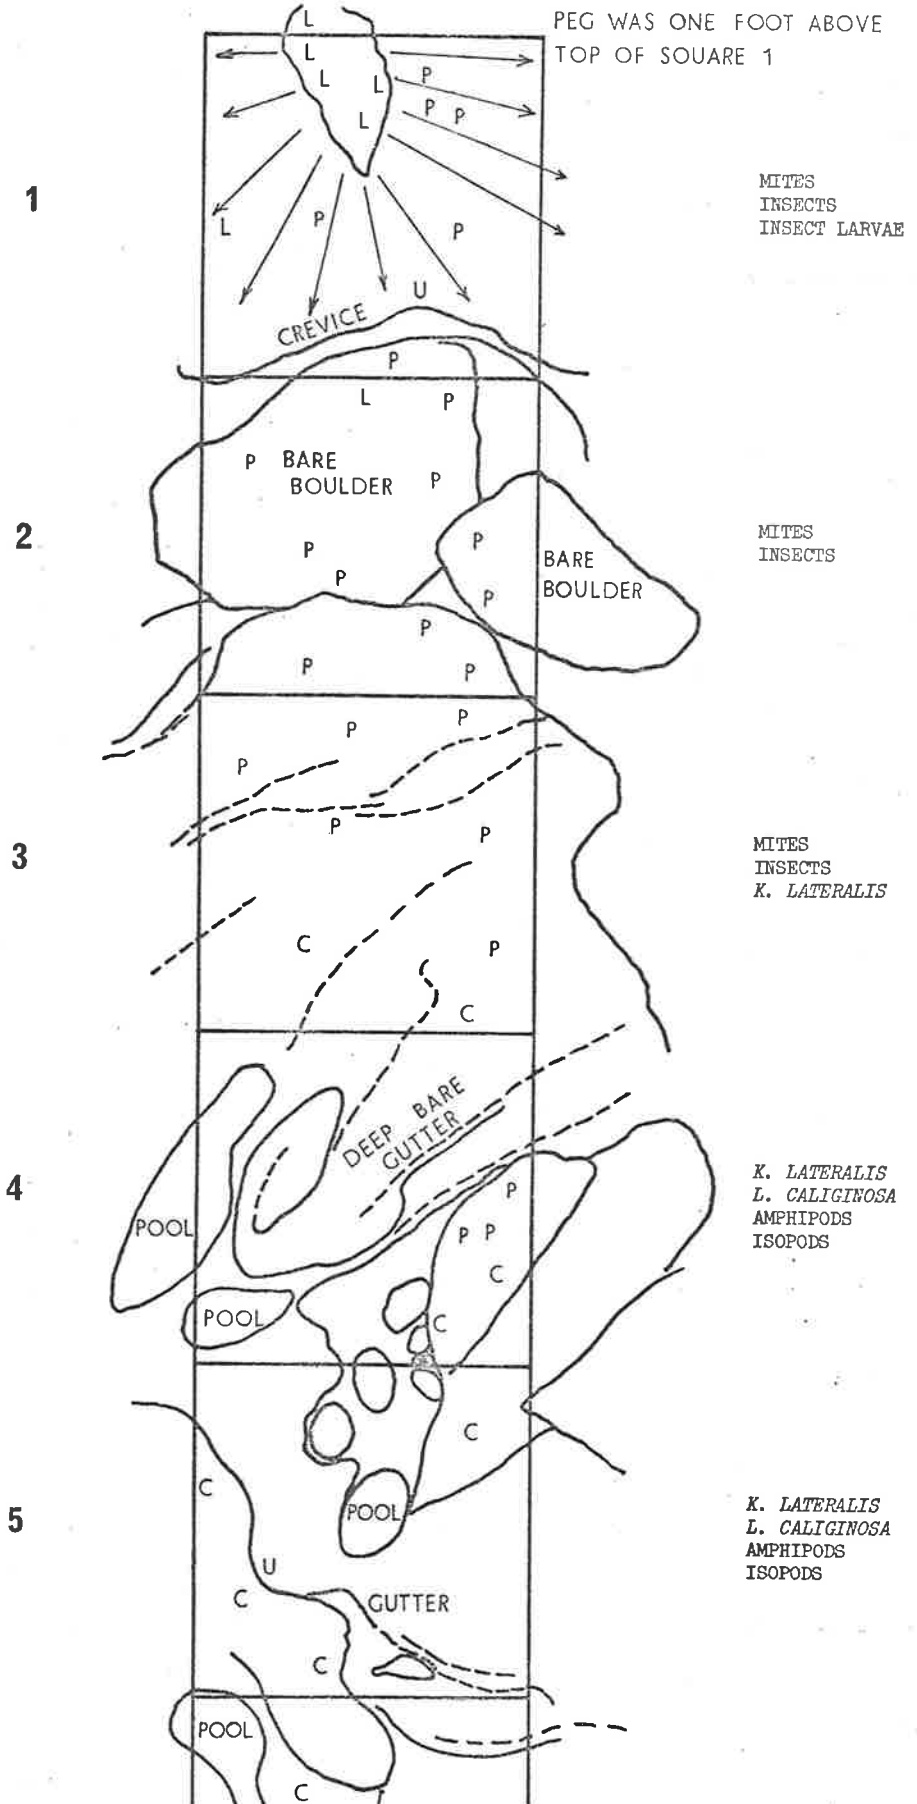 PEG WAS ONE FOOT ABOVE
TOP OF SOUARE 1
L
L
L
L
P
L
P P
1
MITES
INSECTS
INSECT LARVAE
L
P
P
U
CREVICE
P
L
P
P
BARE
BOULDER
P
2
MITES
INSECTS
P
P
BARE
BOULDER
P
P
P
P
P
P
P
P
P
P
3
MITES
INSECTS
K. LATERALIS
C
P
C
DEEP BARE
GUTTER
4
K. LATERALIS
L. CALIGINOSA
AMPHIPODS
ISOPODS
P
POOL
P P
C
POOL
C
C
C
POOL
5
K. LATERALIS
L. CALIGINOSA
AMPHIPODS
ISOPODS
U
C
GUTTER
C
POOL
C